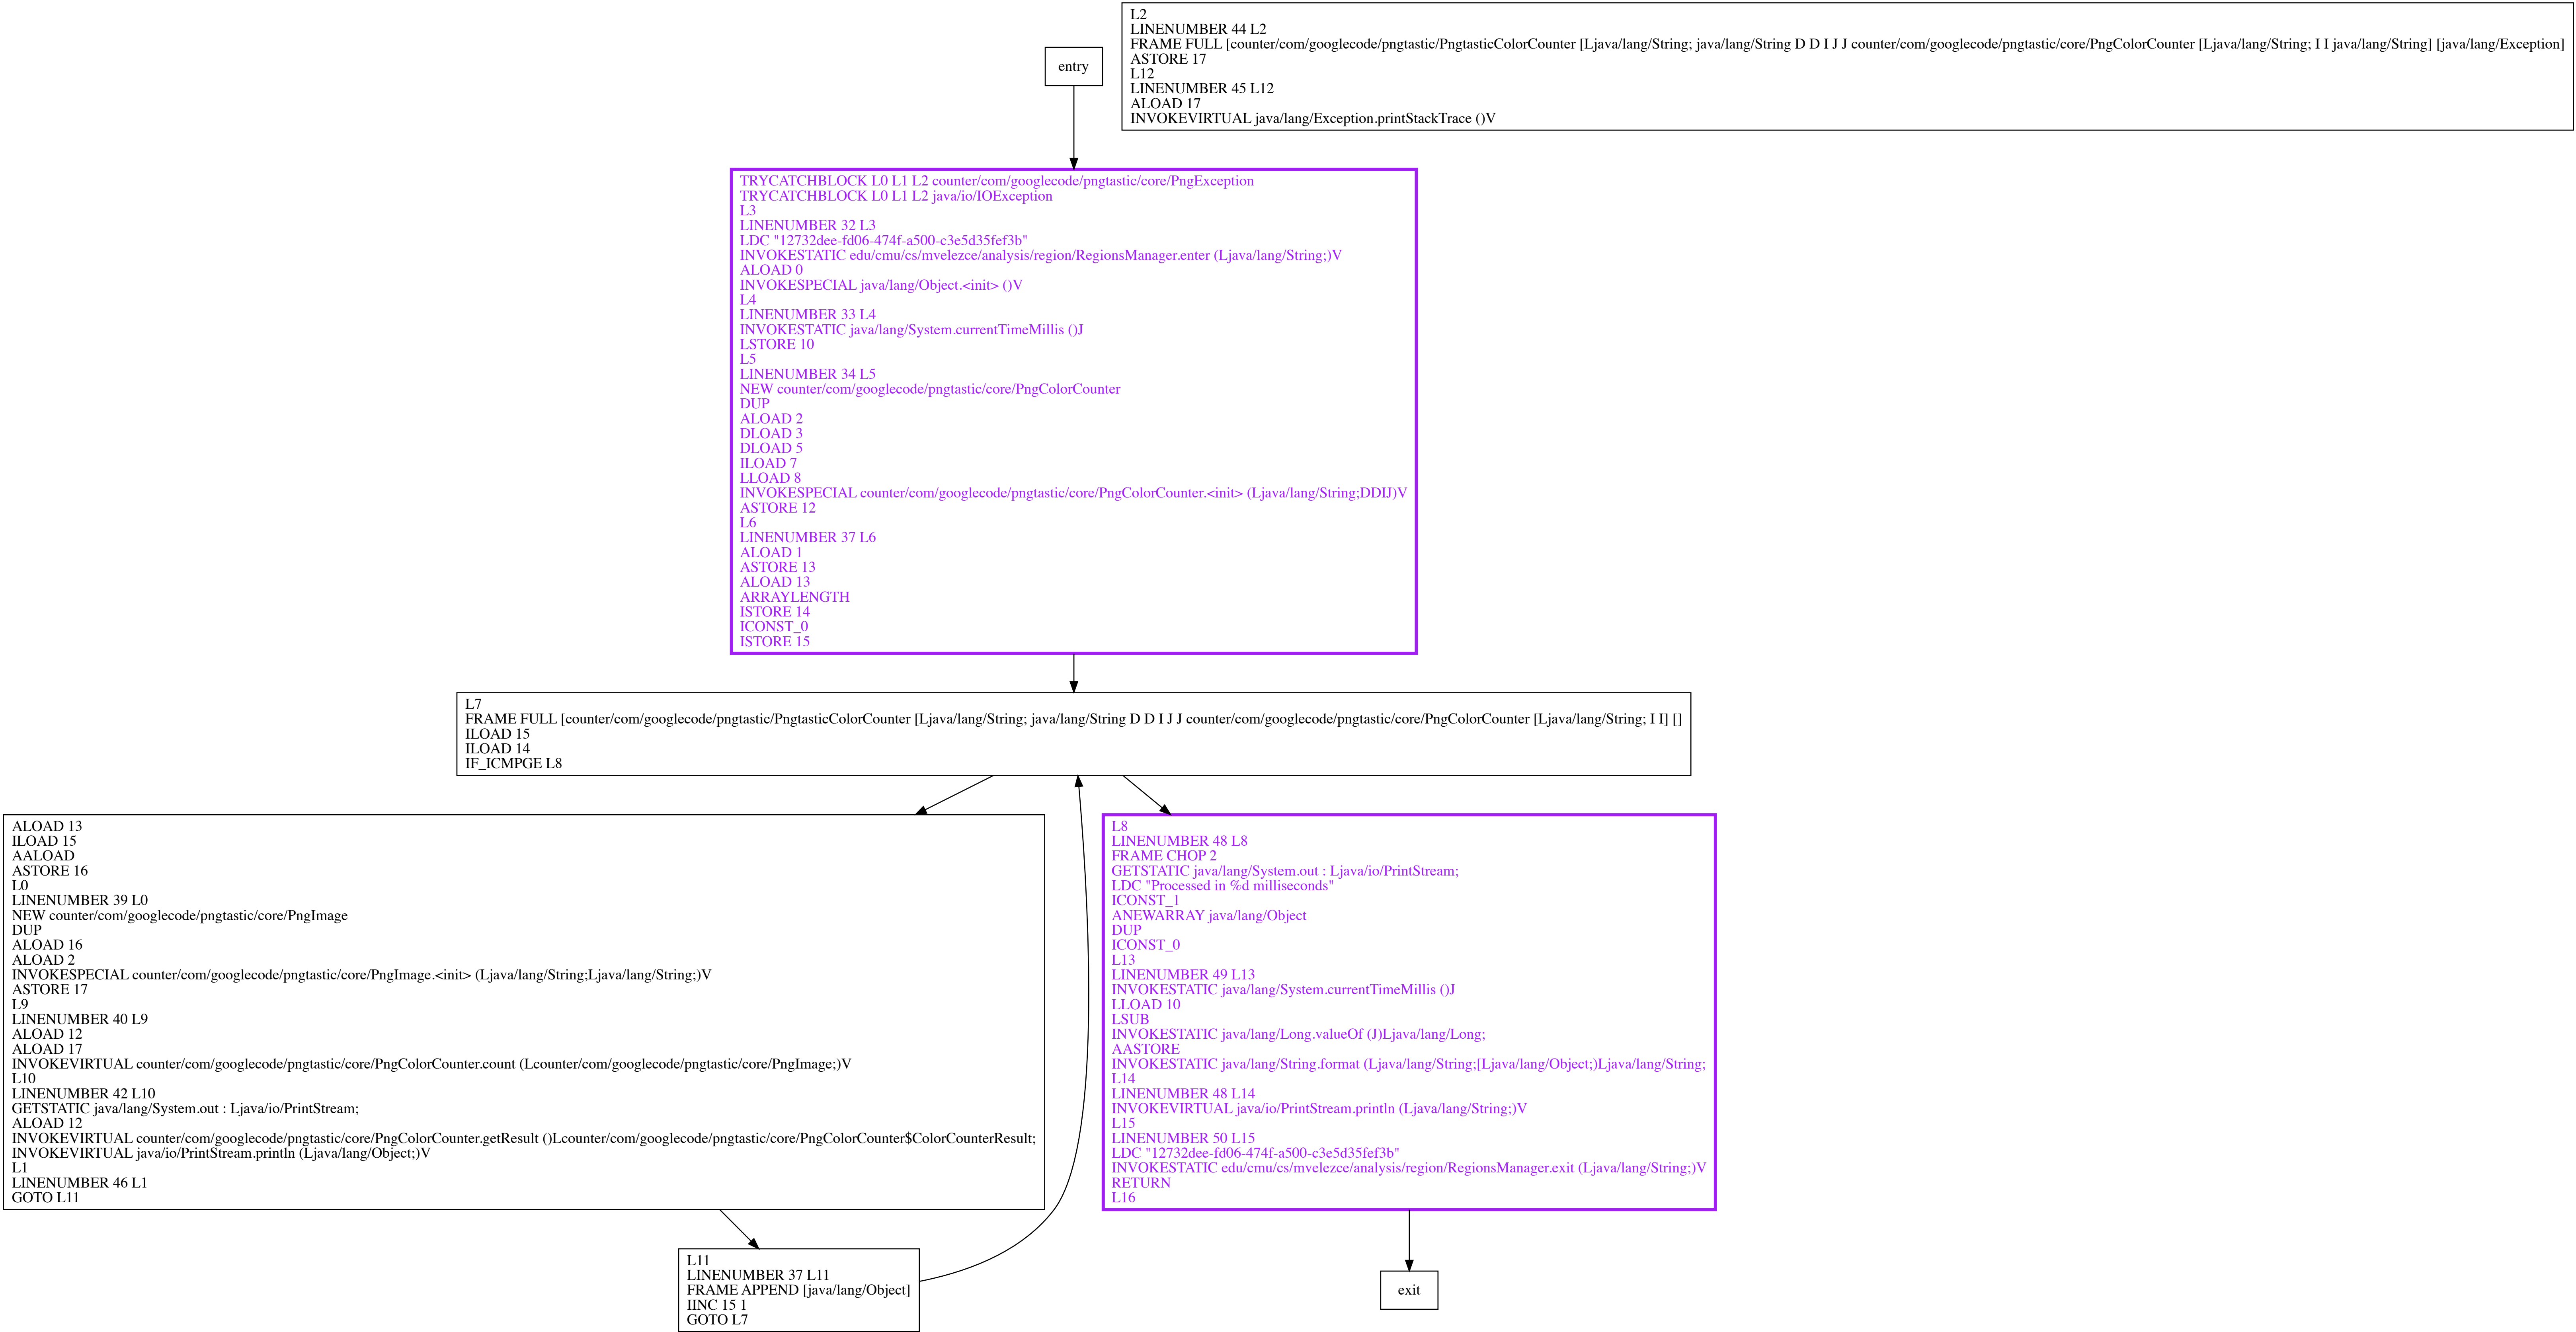 L2
LINENUMBER 44 L2
FRAME FULL [counter/com/googlecode/pngtastic/PngtasticColorCounter [Ljava/lang/String; java/lang/String D D I J J counter/com/googlecode/pngtastic/core/PngColorCounter [Ljava/lang/String; I I java/lang/String] [java/lang/Exception]
ASTORE 17
L12
LINENUMBER 45 L12
ALOAD 17
INVOKEVIRTUAL java/lang/Exception.printStackTrace ()V
entry
TRYCATCHBLOCK L0 L1 L2 counter/com/googlecode/pngtastic/core/PngException
TRYCATCHBLOCK L0 L1 L2 java/io/IOException
L3
LINENUMBER 32 L3
LDC "12732dee-fd06-474f-a500-c3e5d35fef3b"
INVOKESTATIC edu/cmu/cs/mvelezce/analysis/region/RegionsManager.enter (Ljava/lang/String;)V
ALOAD 0
INVOKESPECIAL java/lang/Object.<init> ()V
L4
LINENUMBER 33 L4
INVOKESTATIC java/lang/System.currentTimeMillis ()J
LSTORE 10
L5
LINENUMBER 34 L5
NEW counter/com/googlecode/pngtastic/core/PngColorCounter
DUP
ALOAD 2
DLOAD 3
DLOAD 5
ILOAD 7
LLOAD 8
INVOKESPECIAL counter/com/googlecode/pngtastic/core/PngColorCounter.<init> (Ljava/lang/String;DDIJ)V
ASTORE 12
L6
LINENUMBER 37 L6
ALOAD 1
ASTORE 13
ALOAD 13
ARRAYLENGTH
ISTORE 14
ICONST_0
ISTORE 15
L7
FRAME FULL [counter/com/googlecode/pngtastic/PngtasticColorCounter [Ljava/lang/String; java/lang/String D D I J J counter/com/googlecode/pngtastic/core/PngColorCounter [Ljava/lang/String; I I] []
ILOAD 15
ILOAD 14
IF_ICMPGE L8
ALOAD 13
ILOAD 15
AALOAD
ASTORE 16
L0
LINENUMBER 39 L0
NEW counter/com/googlecode/pngtastic/core/PngImage
DUP
ALOAD 16
ALOAD 2
INVOKESPECIAL counter/com/googlecode/pngtastic/core/PngImage.<init> (Ljava/lang/String;Ljava/lang/String;)V
ASTORE 17
L9
LINENUMBER 40 L9
ALOAD 12
ALOAD 17
INVOKEVIRTUAL counter/com/googlecode/pngtastic/core/PngColorCounter.count (Lcounter/com/googlecode/pngtastic/core/PngImage;)V
L10
LINENUMBER 42 L10
GETSTATIC java/lang/System.out : Ljava/io/PrintStream;
ALOAD 12
INVOKEVIRTUAL counter/com/googlecode/pngtastic/core/PngColorCounter.getResult ()Lcounter/com/googlecode/pngtastic/core/PngColorCounter$ColorCounterResult;
INVOKEVIRTUAL java/io/PrintStream.println (Ljava/lang/Object;)V
L1
LINENUMBER 46 L1
GOTO L11
L8
LINENUMBER 48 L8
FRAME CHOP 2
GETSTATIC java/lang/System.out : Ljava/io/PrintStream;
LDC "Processed in %d milliseconds"
ICONST_1
ANEWARRAY java/lang/Object
DUP
ICONST_0
L13
LINENUMBER 49 L13
INVOKESTATIC java/lang/System.currentTimeMillis ()J
LLOAD 10
LSUB
INVOKESTATIC java/lang/Long.valueOf (J)Ljava/lang/Long;
AASTORE
INVOKESTATIC java/lang/String.format (Ljava/lang/String;[Ljava/lang/Object;)Ljava/lang/String;
L14
LINENUMBER 48 L14
INVOKEVIRTUAL java/io/PrintStream.println (Ljava/lang/String;)V
L15
LINENUMBER 50 L15
LDC "12732dee-fd06-474f-a500-c3e5d35fef3b"
INVOKESTATIC edu/cmu/cs/mvelezce/analysis/region/RegionsManager.exit (Ljava/lang/String;)V
RETURN
L16
L11
LINENUMBER 37 L11
FRAME APPEND [java/lang/Object]
IINC 15 1
GOTO L7
exit